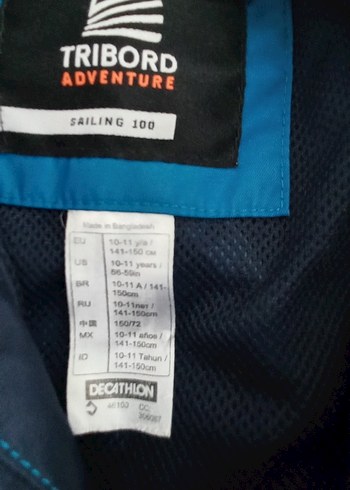 TRIBORD
ADVENTURE
SAILING 100
Made in Bangladesh
EU 10-11 yıls /
141-150 cm
US 10-11 years /
56-59in
BR 10-11 A / 141-
150cm
RU 10-11лет /
141-150cm
中国 150/72
MX 10-11 años /
141-150cm
ID 10-11 Tahun /
141-150cm
DECATHLON
CC: